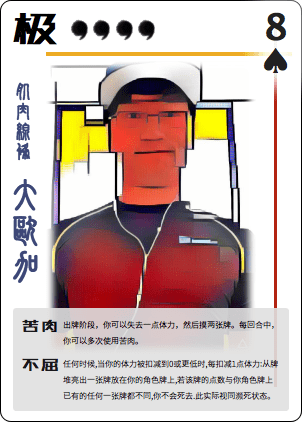 极
8
肌肉線條
大歐加
苦肉
出牌阶段，你可以失去一点体力，然后摸两张牌。每回合中，
你可以多次使用苦肉。
不屈
任何时候,当你的体力被扣减到0或更低时,每扣减1点体力:从牌
堆亮出一张牌放在你的角色牌上,若该牌的点数与你角色牌上
已有的任何一张牌都不同,你不会死去.此实际视同濒死状态。